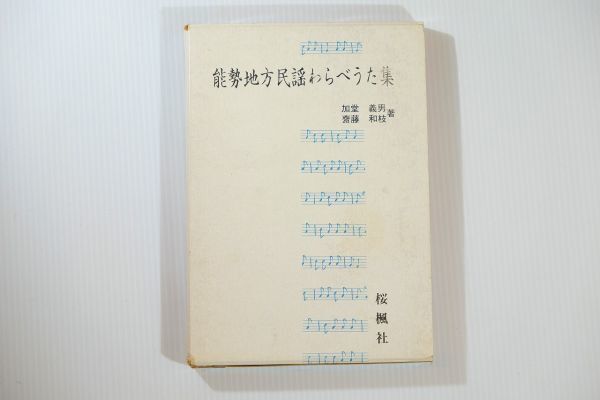 能勢地方民謡わらべうた集
加堂 義男
齋藤 和枝 著
桜楓社